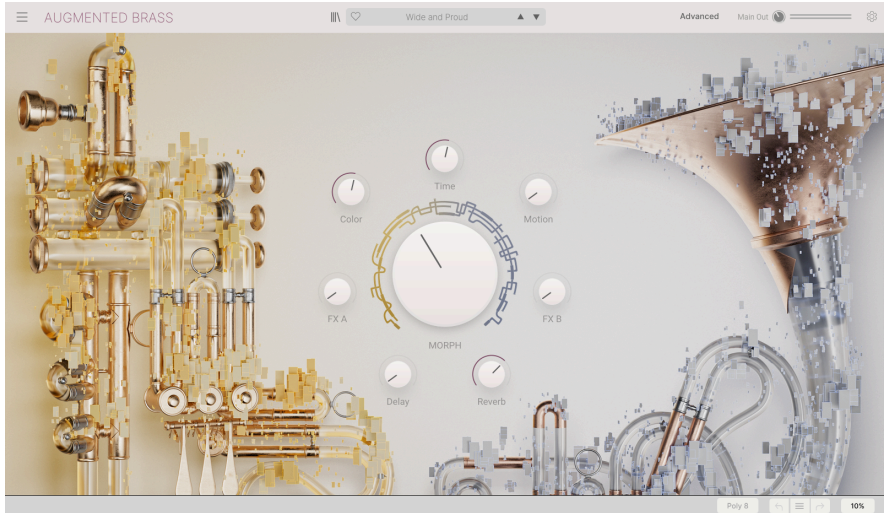 AUGMENTED BRASS
Wide and Proud
Advanced
Main Out
Time
Color
Motion
FX A
FX B
MORPH
Delay
Reverb
Poly 8
10%